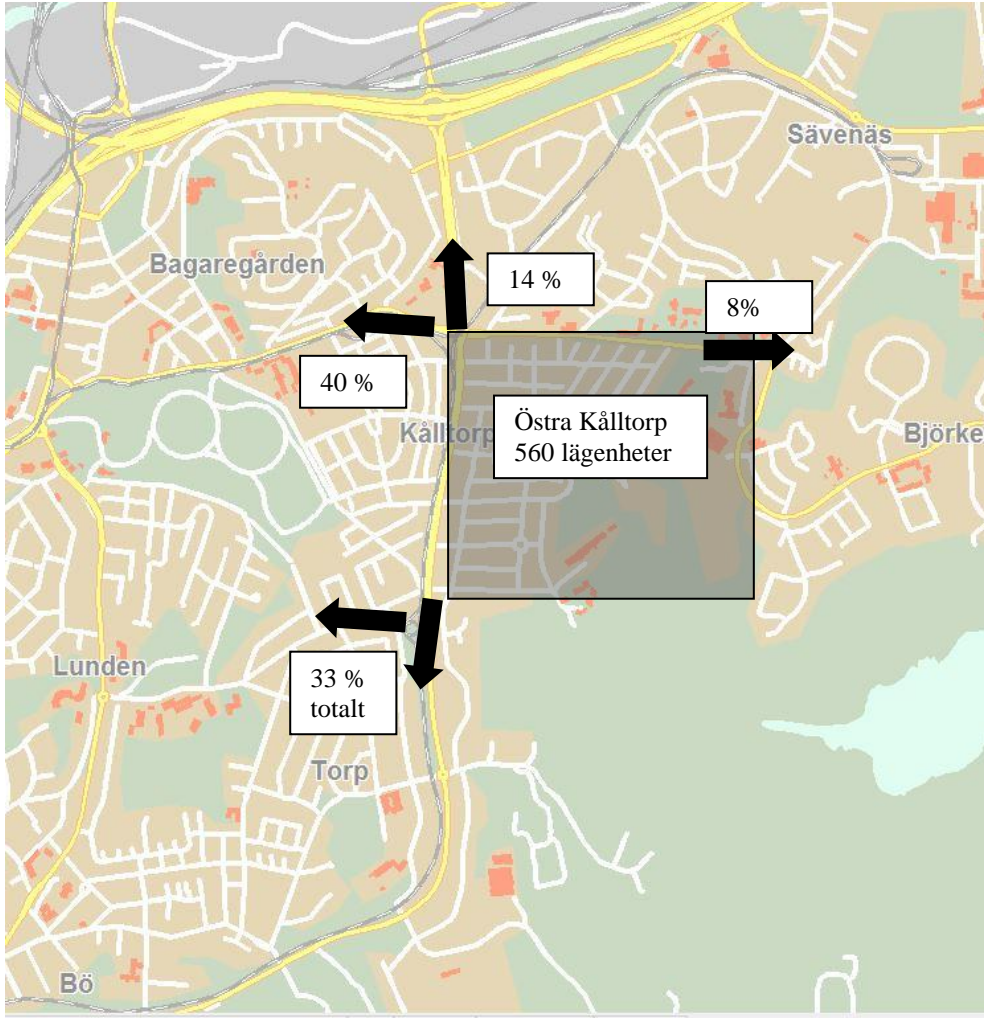 Sävenäs
Bagaregården
14 %
8%
40 %
Kålltorp
Östra Kålltorp
560 lägenheter
Björke
Lunden
33 %
totalt
Torp
Bö